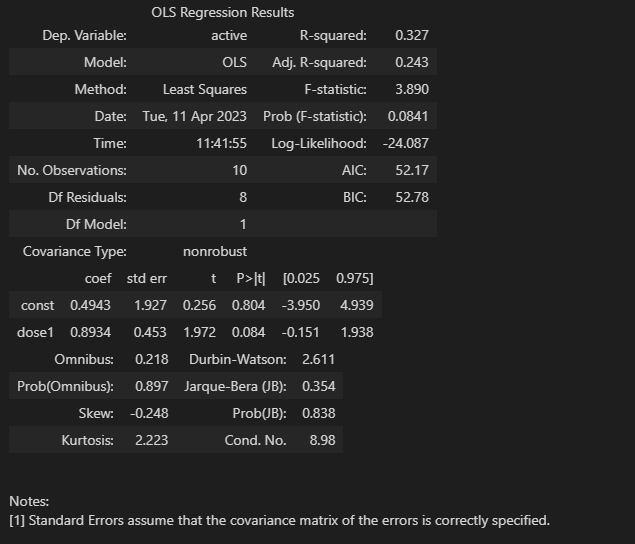 OLS Regression Results
Dep. Variable: active R-squared: 0.327
Model: OLS Adj. R-squared: 0.243
Method: Least Squares F-statistic: 3.890
Date: Tue, 11 Apr 2023 Prob (F-statistic): 0.0841
Time: 11:41:55 Log-Likelihood: -24.087
No. Observations: 10 AIC: 52.17
Df Residuals: 8 BIC: 52.78
Df Model: 1
Covariance Type: nonrobust
coef std err t P>|t| [0.025 0.975]
const 0.4943 1.927 0.256 0.804 -3.950 4.939
dose1 0.8934 0.453 1.972 0.084 -0.151 1.938
Omnibus: 0.218 Durbin-Watson: 2.611
Prob(Omnibus): 0.897 Jarque-Bera (JB): 0.354
Skew: -0.248 Prob(JB): 0.838
Kurtosis: 2.223 Cond. No. 8.98
Notes:
[1] Standard Errors assume that the covariance matrix of the errors is correctly specified.